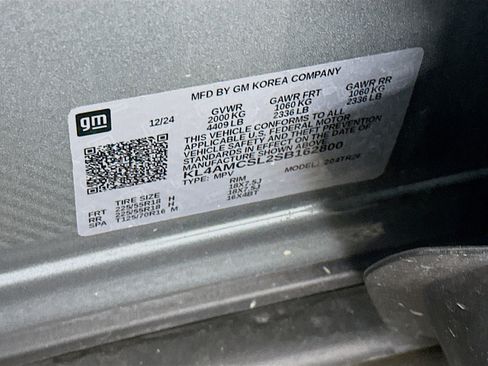 MFD BY GM KOREA COMPANY
gm
12/24
GVWR GAWR FRT GAWR RR
2000 KG 1060 KG 1060 KG
4409 LB 2336 LB 2336 LB
THIS VEHICLE CONFORMS TO ALL
APPLICABLE U.S. FEDERAL MOTOR
VEHICLE SAFETY AND THEFT PREVENTION
STANDARDS IN EFFECT ON THE DATE OF
KL4AMCSL2SB162800
TYPE: MPV MODEL:
TIRE SIZE RIM
FRT 225/55R18 H 18X7.5J
RR 225/55R18 H 18X7.5J
SPA T125/70R16 M 16X4BT